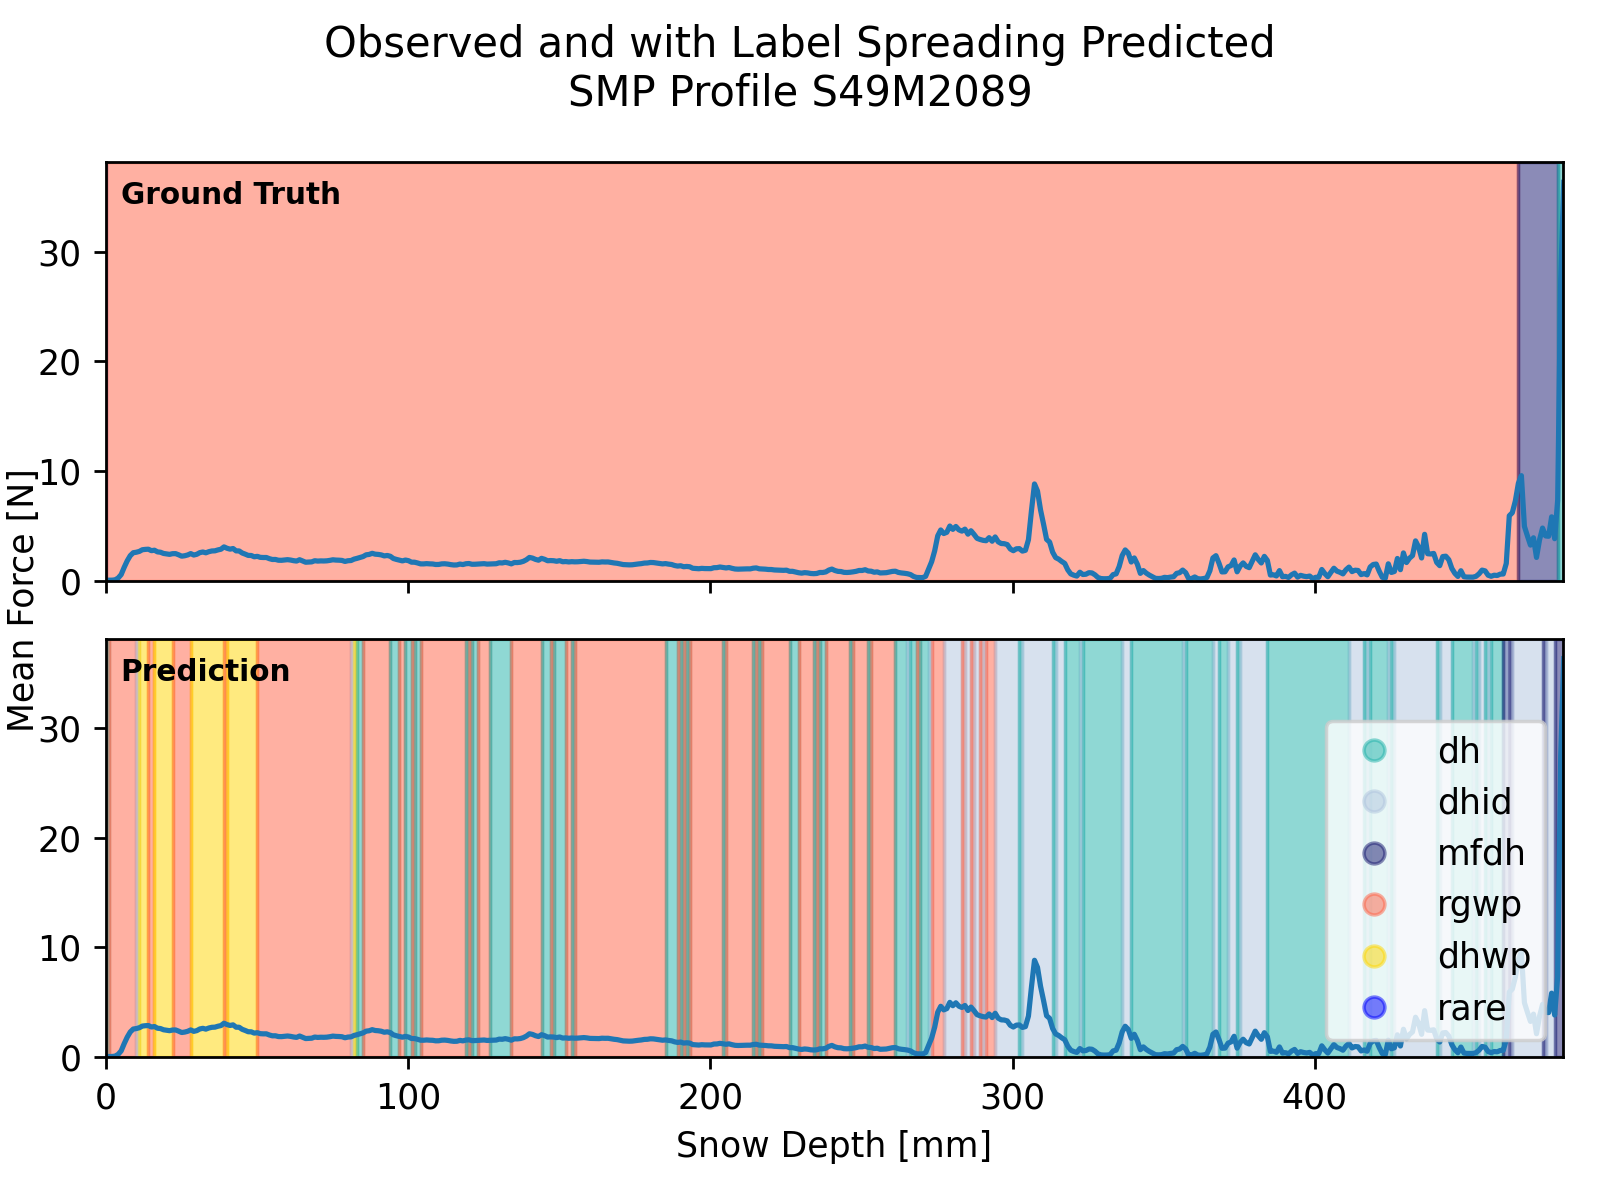 Observed and with Label Spreading Predicted
SMP Profile S49M2089
Ground Truth
30
20
10
0
Mean Force [N]
Prediction
30
20
10
0
dh
dhid
mfdh
rgwp
dhwp
rare
0 100 200 300 400
Snow Depth [mm]